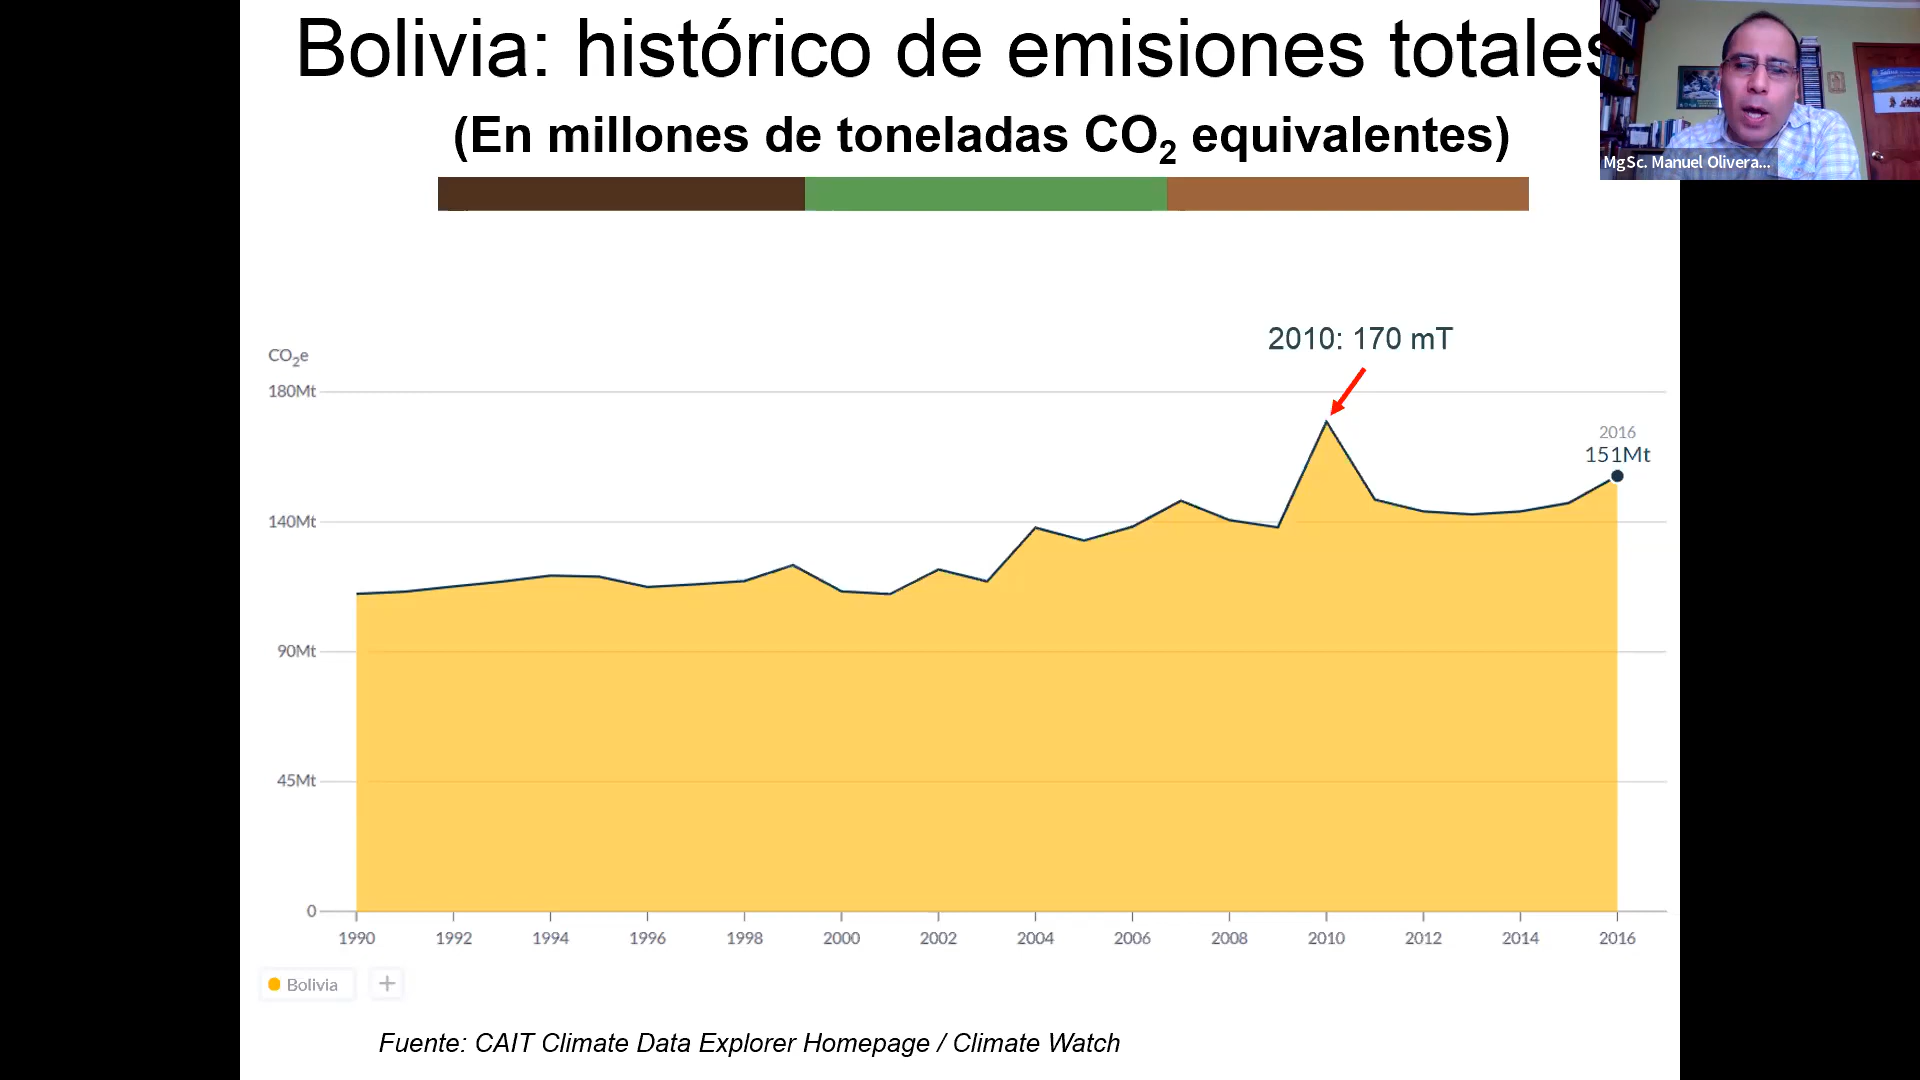 Bolivia: histórico de emisiones totales
(En millones de toneladas CO₂ equivalentes)
MgSc. Manuel Olivera...
2010: 170 mT
CO₂e
180Mt
2016
151Mt
140Mt
90Mt
45Mt
0
1990 1992 1994 1996 1998 2000 2002 2004 2006 2008 2010 2012 2014 2016
Bolivia +
Fuente: CAIT Climate Data Explorer Homepage / Climate Watch